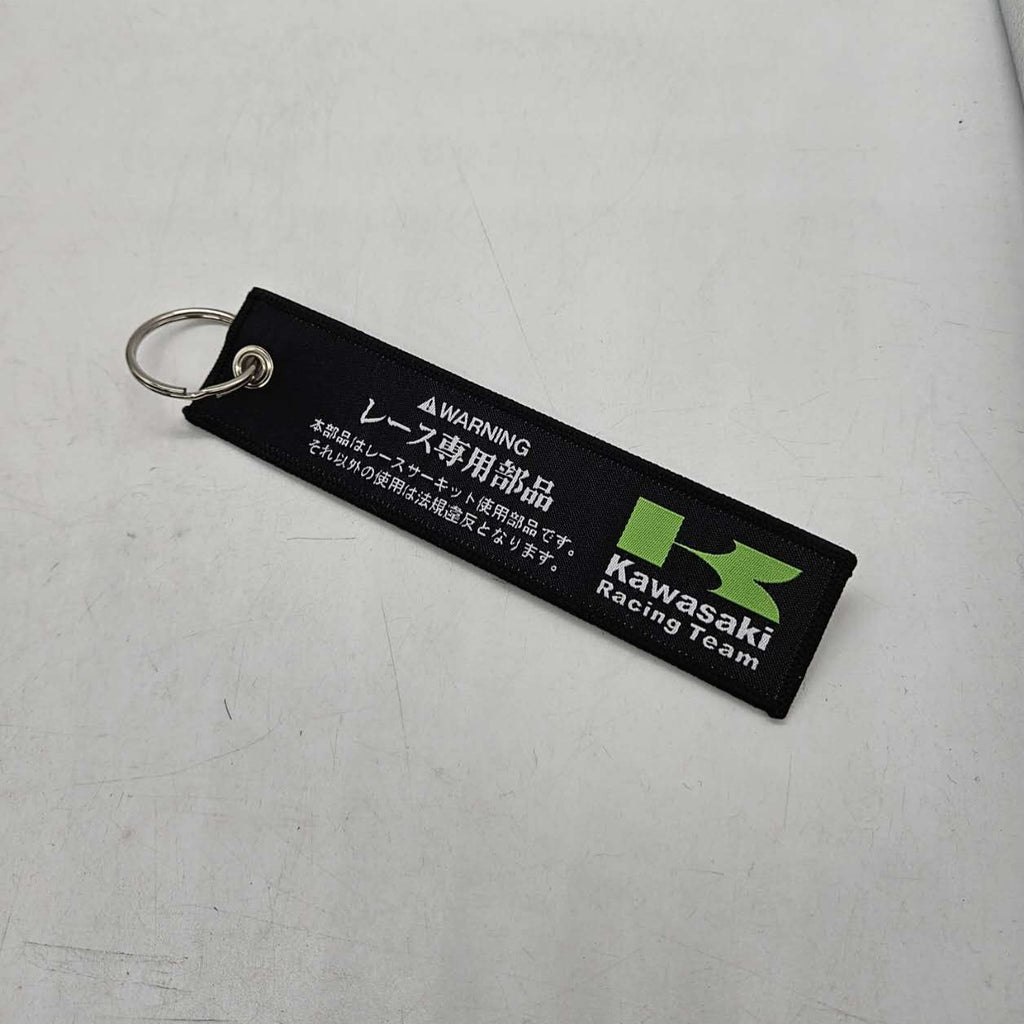 ⚠WARNING
レース専用部品
本部品はレースサーキット使用部品です。
それ以外の使用は法規違反となります。
Kawasaki
Racing Team